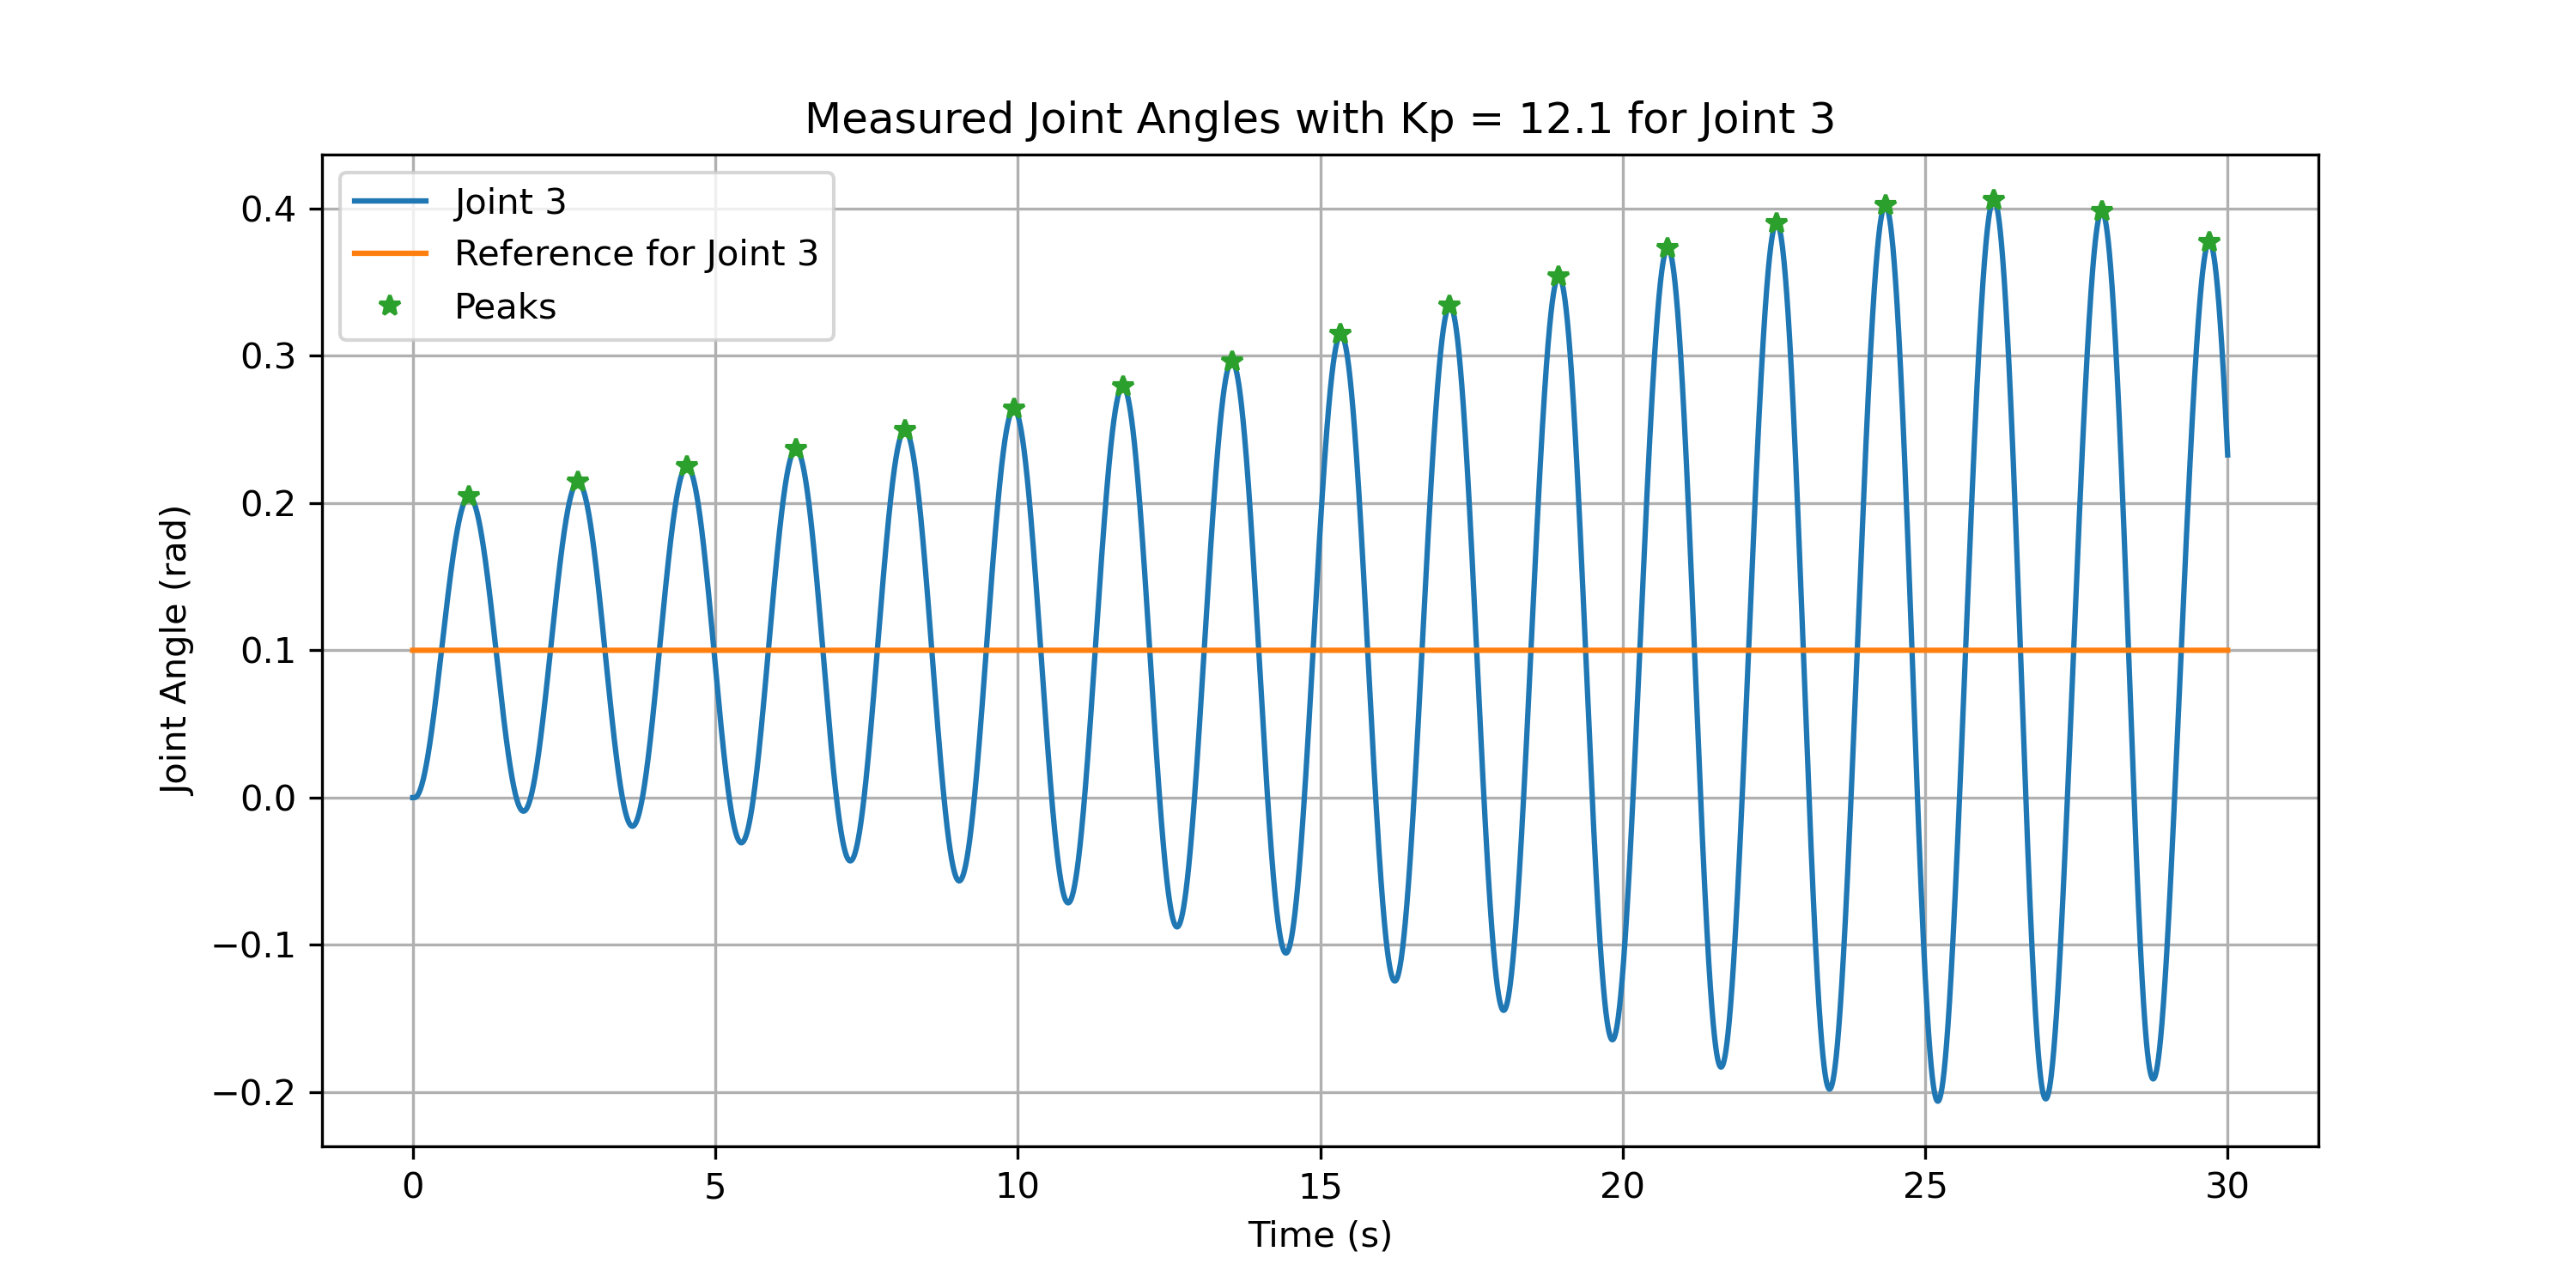 Measured Joint Angles with Kp = 12.1 for Joint 3
Joint 3
Reference for Joint 3
Peaks
Joint Angle (rad)
0.4
0.3
0.2
0.1
0.0
−0.1
−0.2
0 5 10 15 20 25 30
Time (s)